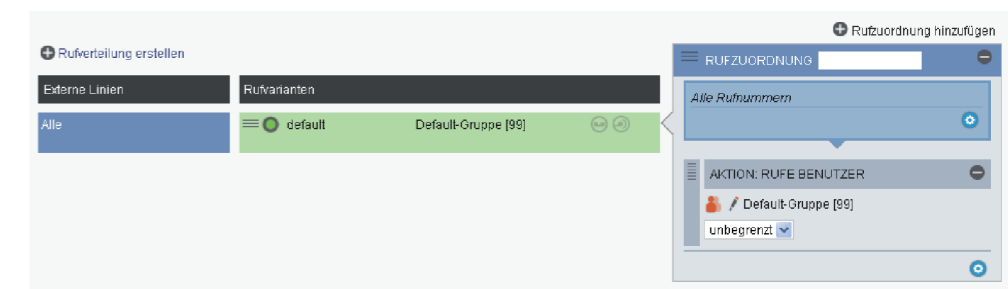 Rufzuordnung hinzufügen
Rufverteilung erstellen
Externe Linien
Rufvarianten
Alle
default
Default-Gruppe [99]
RUFZUORDNUNG
Alle Rufnummern
AKTION: RUFE BENUTZER
Default-Gruppe [99]
unbegrenzt